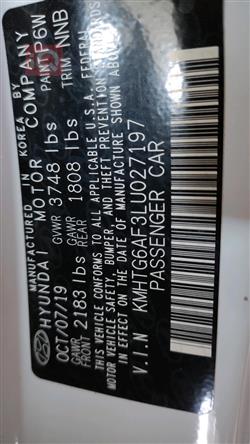 MANUFACTURED IN KOREA BY
HYUNDAI MOTOR COMPANY
OCT/07/19 GVWR 3748 lbs PAINT P6W
GAWR FRONT 2183 lbs GAWR REAR 1808 lbs TRIM NNB
THIS VEHICLE CONFORMS TO ALL APPLICABLE U.S.A. FEDERAL
MOTOR VEHICLE SAFETY, BUMPER, AND THEFT PREVENTION STANDARDS
IN EFFECT ON THE DATE OF MANUFACTURE SHOWN ABOVE.
V.I.N KMHTG6AF3LU027197
PASSENGER CAR